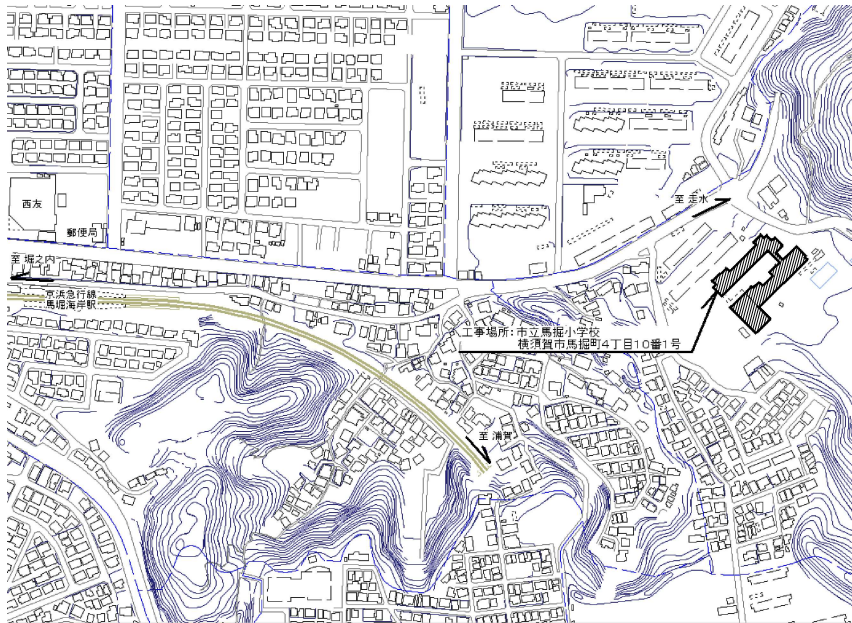 至 走水
西友
郵便局
至 堀之内
京浜急行線
馬堀海岸駅
工事場所:市立馬堀小学校
横須賀市馬堀町4丁目10番1号
至 浦賀